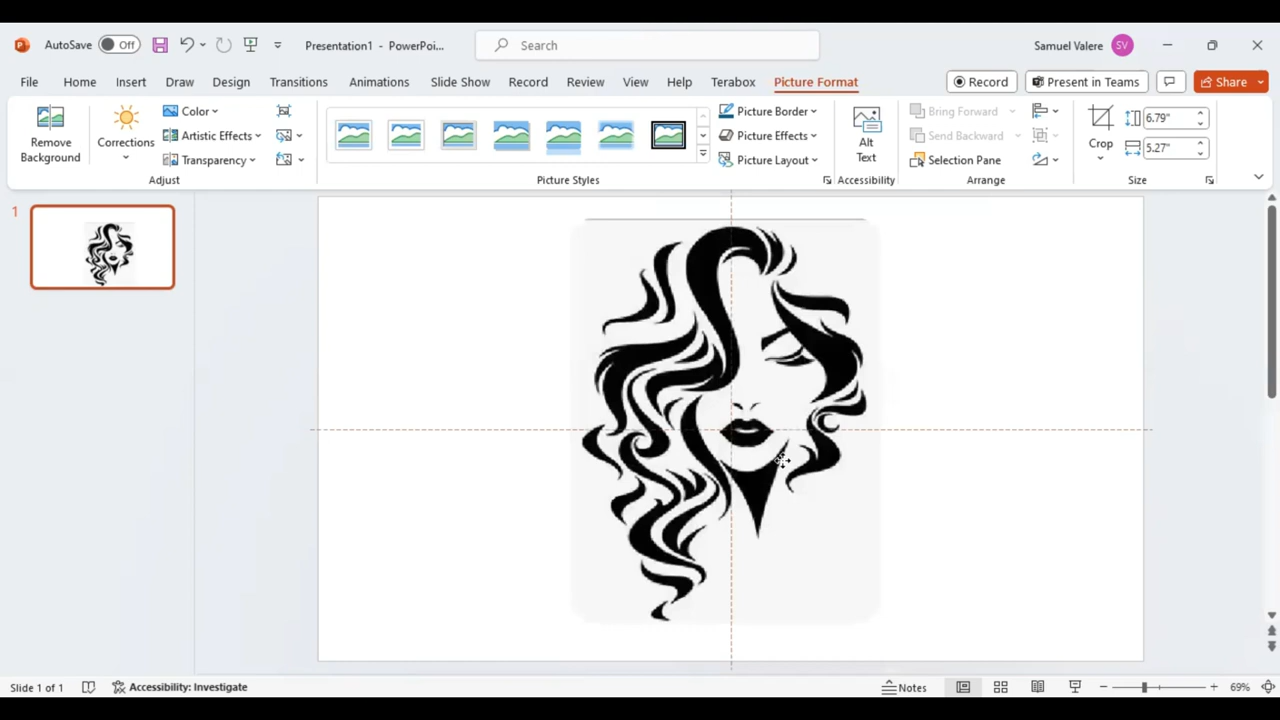 AutoSave Off Presentation1 - PowerPoi... Search Samuel Valere SV
File Home Insert Draw Design Transitions Animations Slide Show Record Review View Help Terabox Picture Format Record Present in Teams Share
Remove Background
Corrections
Color
Artistic Effects
Transparency
Adjust
Picture Border
Picture Effects
Picture Layout
Picture Styles
Alt Text
Accessibility
Bring Forward
Send Backward
Selection Pane
Arrange
Crop
6.79"
5.27"
Size
1
Slide 1 of 1 Accessibility: Investigate Notes 69%